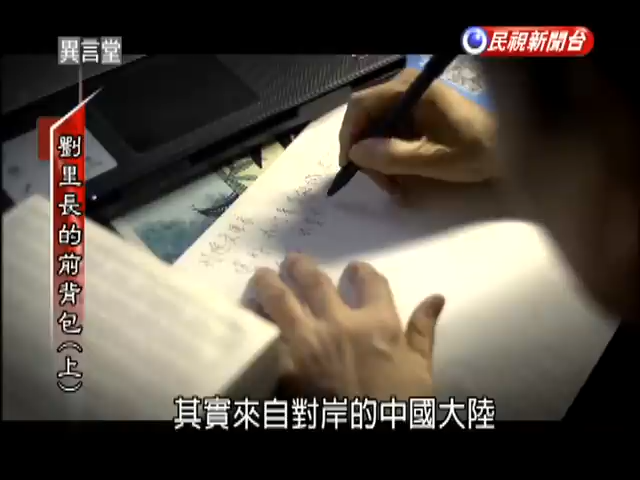 異言堂
民視新聞台
劉里長的前背包(上)
其實來自對岸的中國大陸